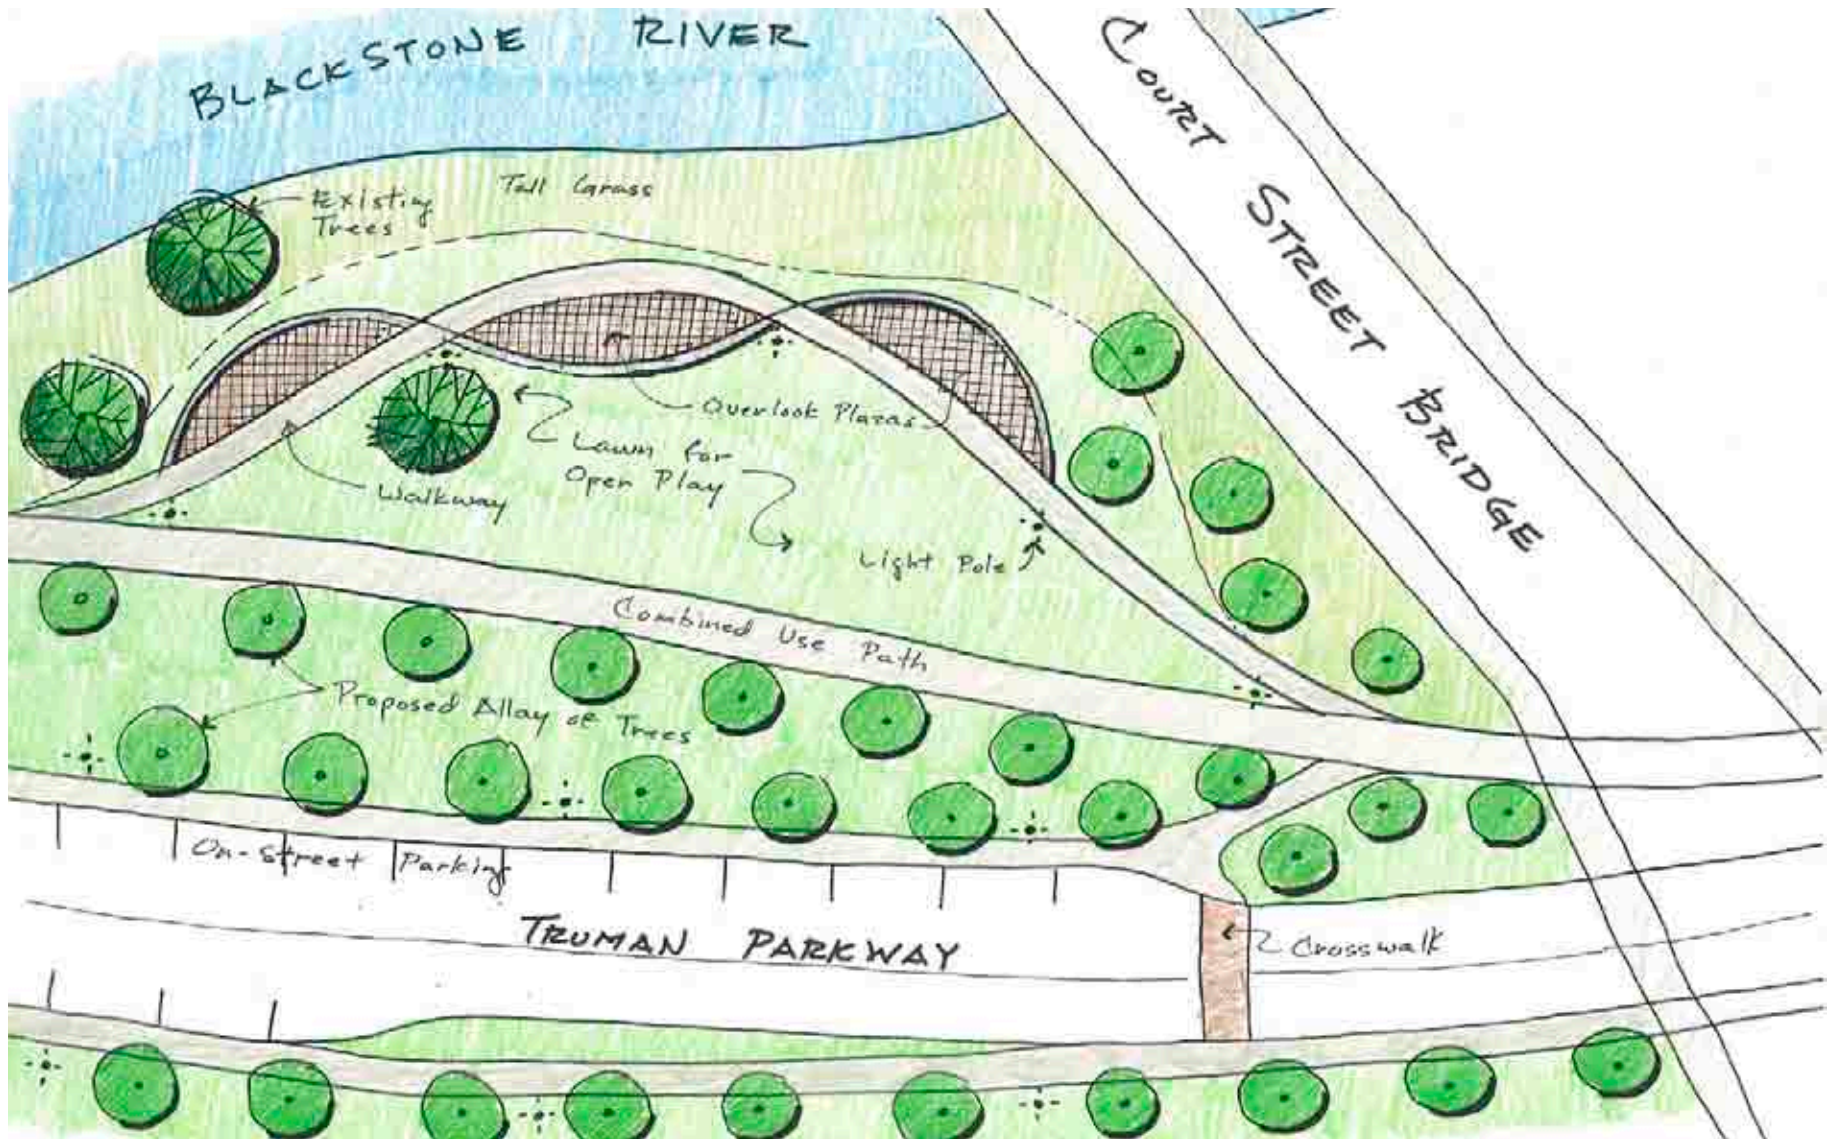 BLACKSTONE RIVER
COURT STREET BRIDGE
Tall Grass
Existing
Trees
Overlook Plazas
Lawn for
Open Play
Walkway
Light Pole
Combined Use Path
Proposed Allay of Trees
On-Street Parking
TRUMAN PARKWAY
Crosswalk